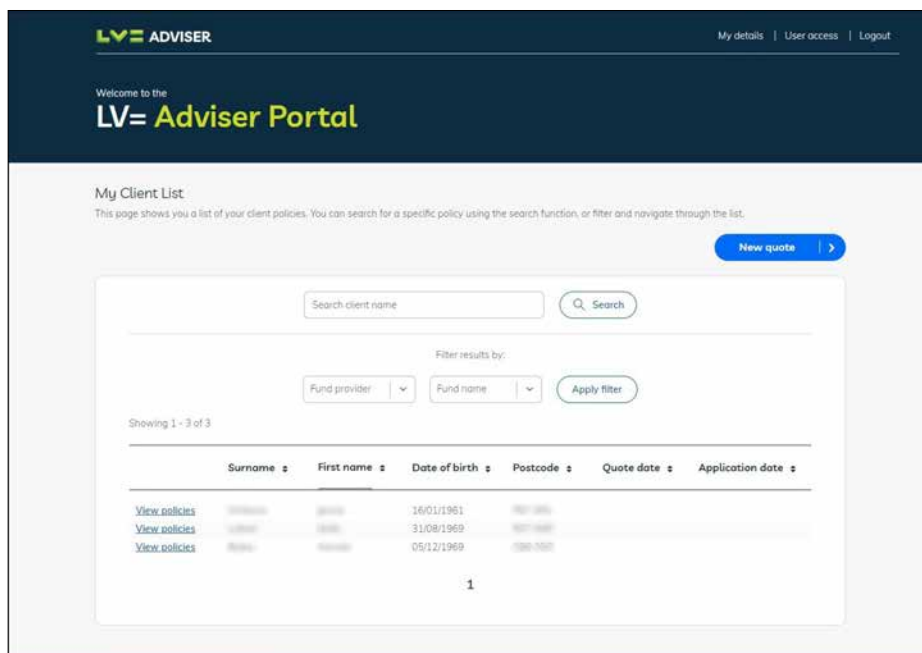 LV= ADVISER
My details | User access | Logout
Welcome to the
LV= Adviser Portal
My Client List
This page shows you a list of your client policies. You can search for a specific policy using the search function, or filter and navigate through the list.
New quote
Search client name
Search
Filter results by:
Fund provider
Fund name
Apply filter
Showing 1 - 3 of 3
Surname First name Date of birth Postcode Quote date Application date
View policies 16/01/1961
View policies 31/08/1969
View policies 05/12/1969
1